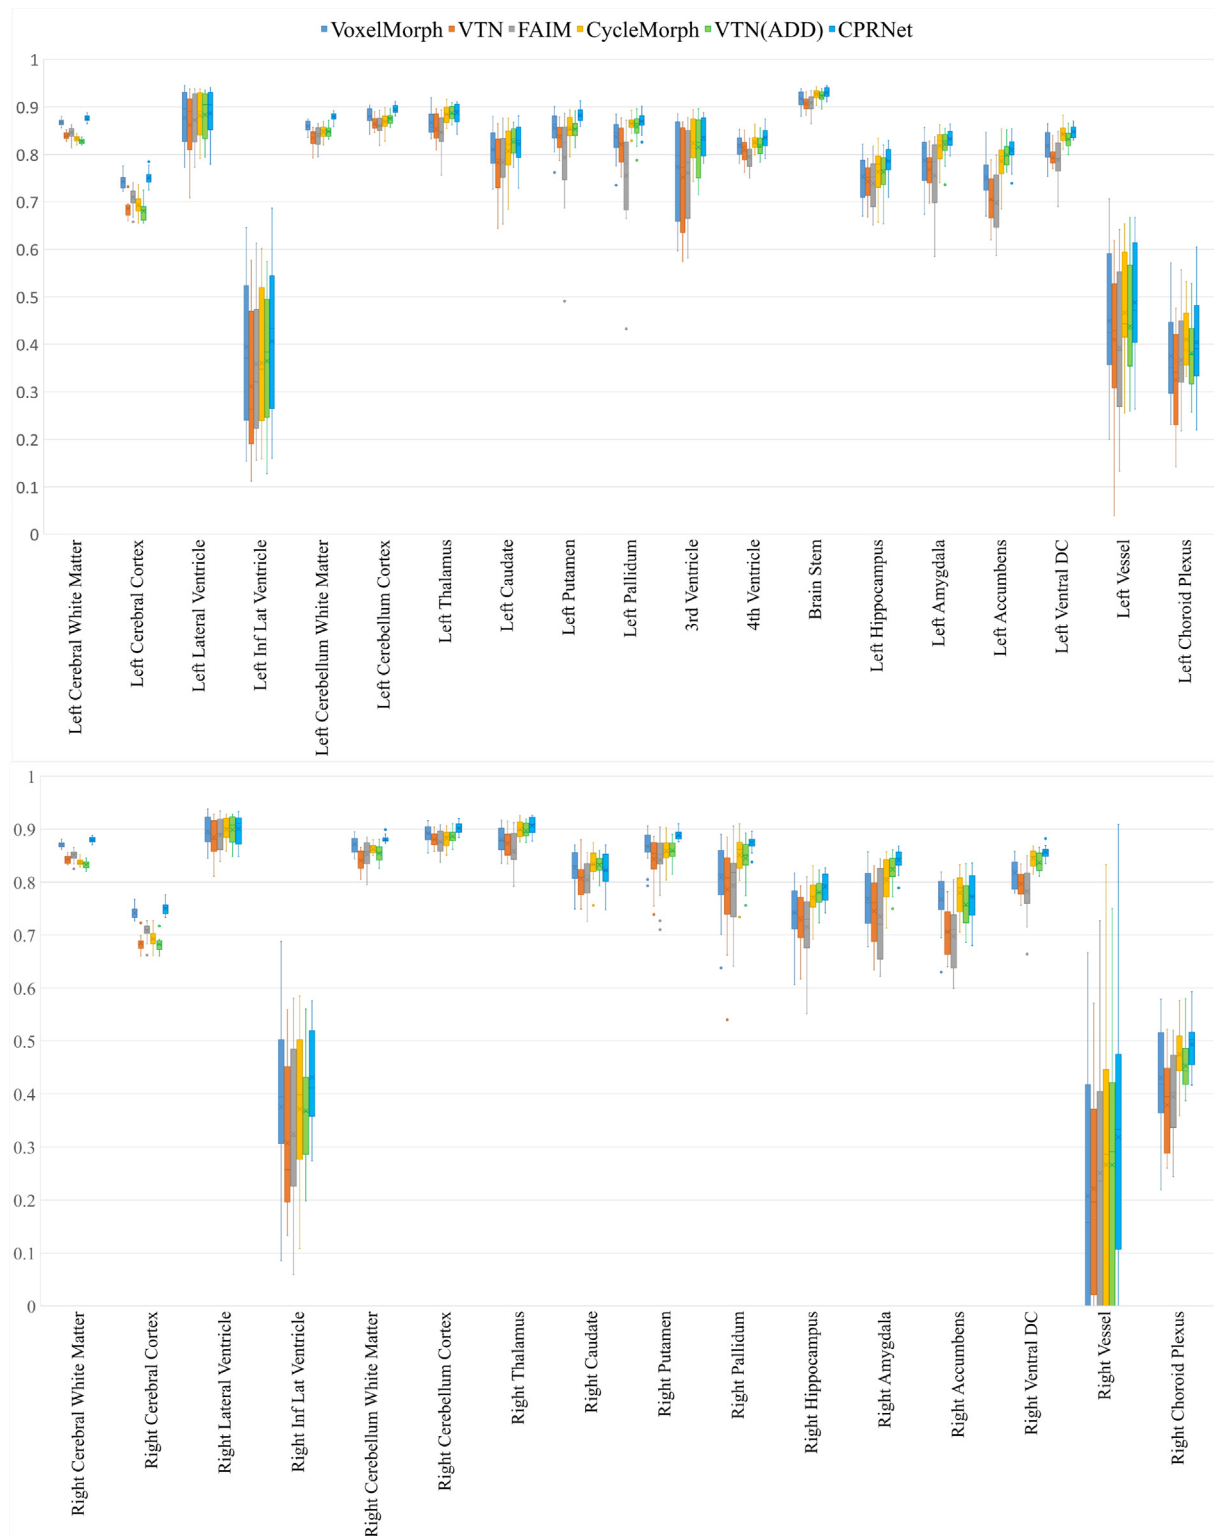 VoxelMorph VTN FAIM CycleMorph VTN(ADD) CPRNet
1
0.9
0.8
0.7
0.6
0.5
0.4
0.3
0.2
0.1
0
Left Cerebral White Matter
Left Cerebral Cortex
Left Lateral Ventricle
Left Inf Lat Ventricle
Left Cerebellum White Matter
Left Cerebellum Cortex
Left Thalamus
Left Caudate
Left Putamen
Left Pallidum
3rd Ventricle
4th Ventricle
Brain Stem
Left Hippocampus
Left Amygdala
Left Accumbens
Left Ventral DC
Left Vessel
Left Choroid Plexus
1
0.9
0.8
0.7
0.6
0.5
0.4
0.3
0.2
0.1
0
Right Cerebral White Matter
Right Cerebral Cortex
Right Lateral Ventricle
Right Inf Lat Ventricle
Right Cerebellum White Matter
Right Cerebellum Cortex
Right Thalamus
Right Caudate
Right Putamen
Right Pallidum
Right Hippocampus
Right Amygdala
Right Accumbens
Right Ventral DC
Right Vessel
Right Choroid Plexus